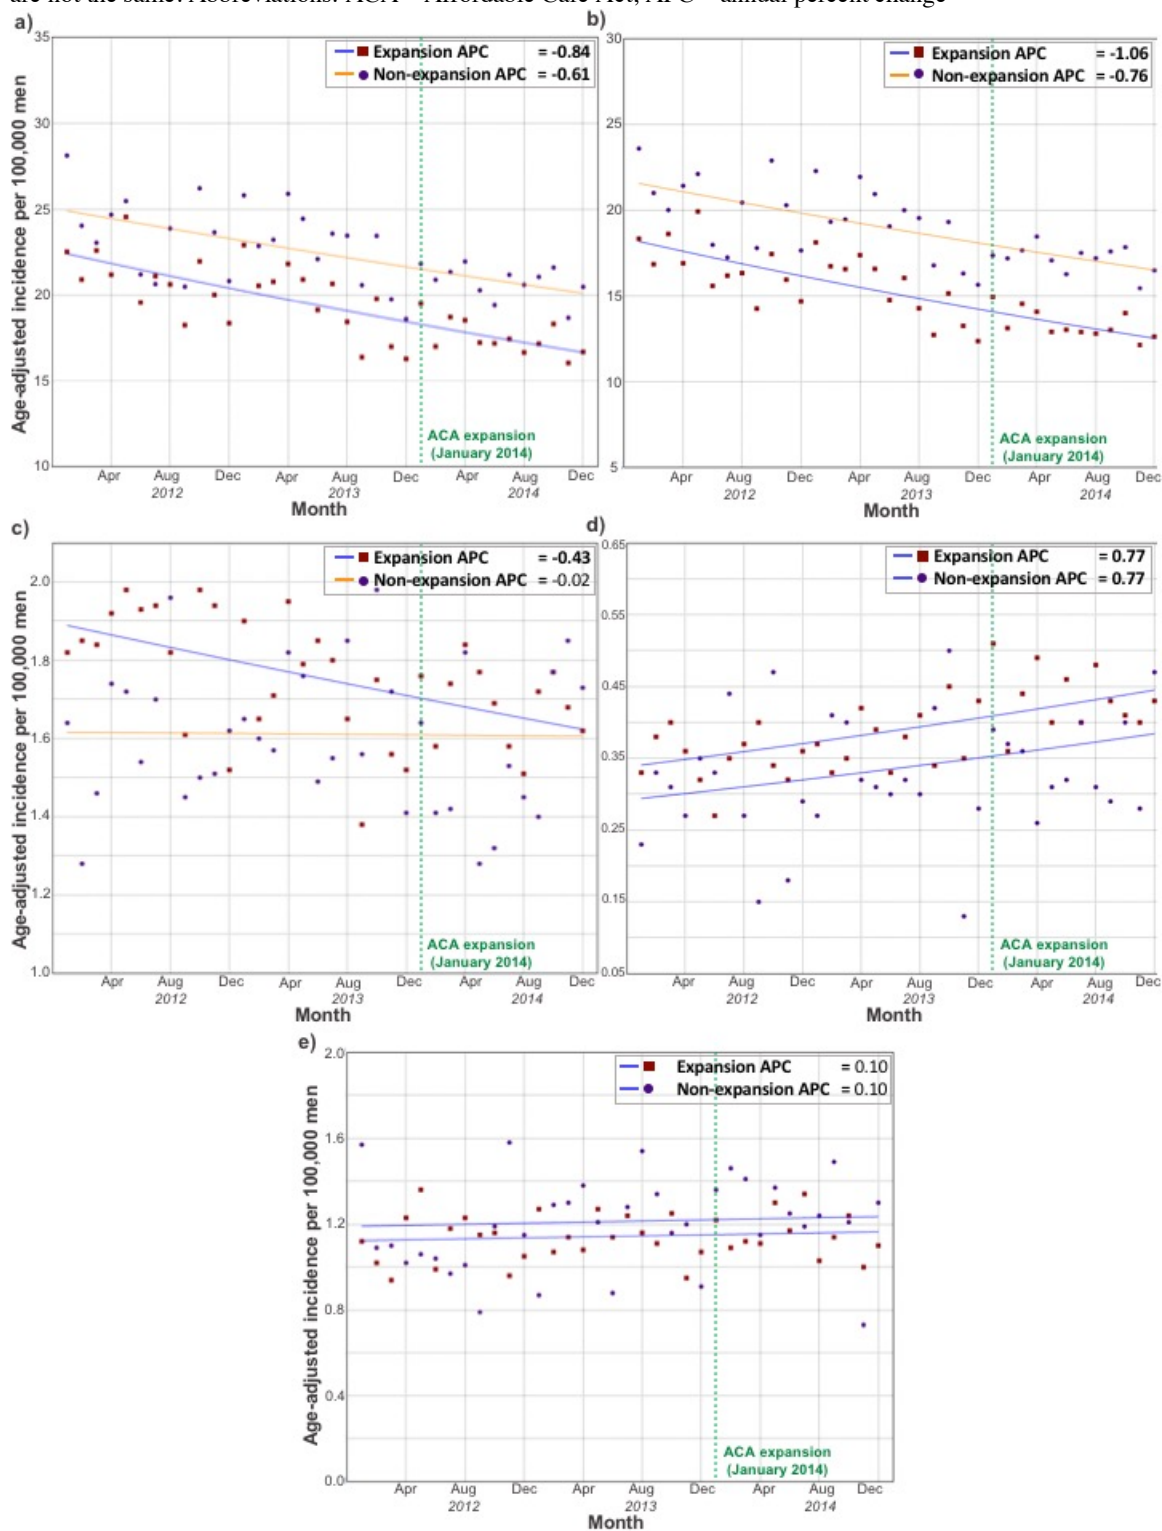 are not the same. Abbreviations: ACA = Affordable Care Act, APC = annual percent change
a)
35
30
25
20
15
10
Age-adjusted incidence per 100,000 men
Expansion APC = -0.84
Non-expansion APC = -0.61
ACA expansion
(January 2014)
Apr Aug Dec Apr Aug Dec Apr Aug Dec
2012 2013 2014
Month
b)
30
25
20
15
10
5
Expansion APC = -1.06
Non-expansion APC = -0.76
ACA expansion
(January 2014)
Apr Aug Dec Apr Aug Dec Apr Aug Dec
2012 2013 2014
Month
c)
2.0
1.8
1.6
1.4
1.2
1.0
Age-adjusted incidence per 100,000 men
Expansion APC = -0.43
Non-expansion APC = -0.02
ACA expansion
(January 2014)
Apr Aug Dec Apr Aug Dec Apr Aug Dec
2012 2013 2014
Month
d)
0.65
0.55
0.45
0.35
0.25
0.15
0.05
Expansion APC = 0.77
Non-expansion APC = 0.77
ACA expansion
(January 2014)
Apr Aug Dec Apr Aug Dec Apr Aug Dec
2012 2013 2014
Month
e)
2.0
1.6
1.2
0.8
0.4
0.0
Age-adjusted incidence per 100,000 men
Expansion APC = 0.10
Non-expansion APC = 0.10
ACA expansion
(January 2014)
Apr Aug Dec Apr Aug Dec Apr Aug Dec
2012 2013 2014
Month